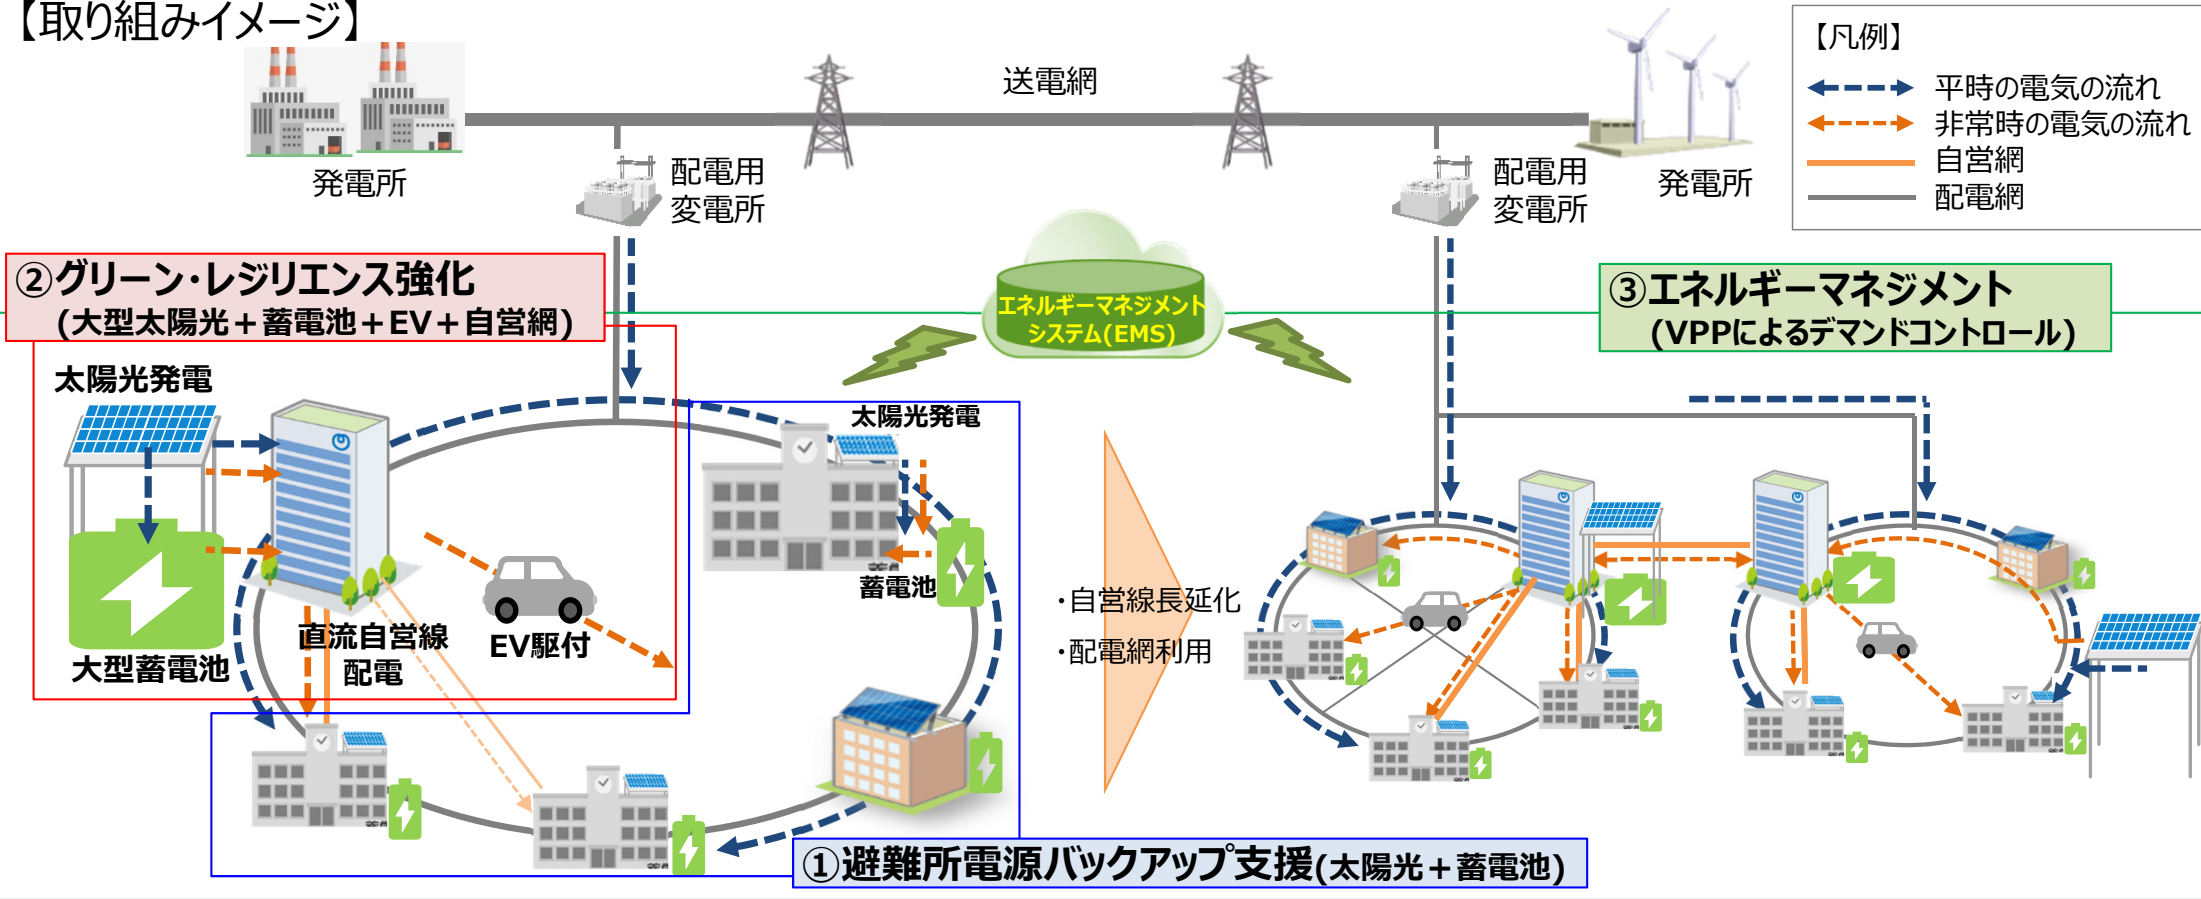 【取り組みイメージ】
送電網
発電所
配電用
変電所
配電用
変電所
発電所
【凡例】
平時の電気の流れ
非常時の電気の流れ
自営網
配電網
②グリーン・レジリエンス強化
(大型太陽光＋蓄電池＋EV＋自営網)
エネルギーマネジメント
システム(EMS)
③エネルギーマネジメント
(VPPによるデマンドコントロール)
太陽光発電
大型蓄電池
直流自営線
配電
EV駆付
太陽光発電
蓄電池
・自営線長延化
・配電網利用
①避難所電源バックアップ支援(太陽光＋蓄電池)